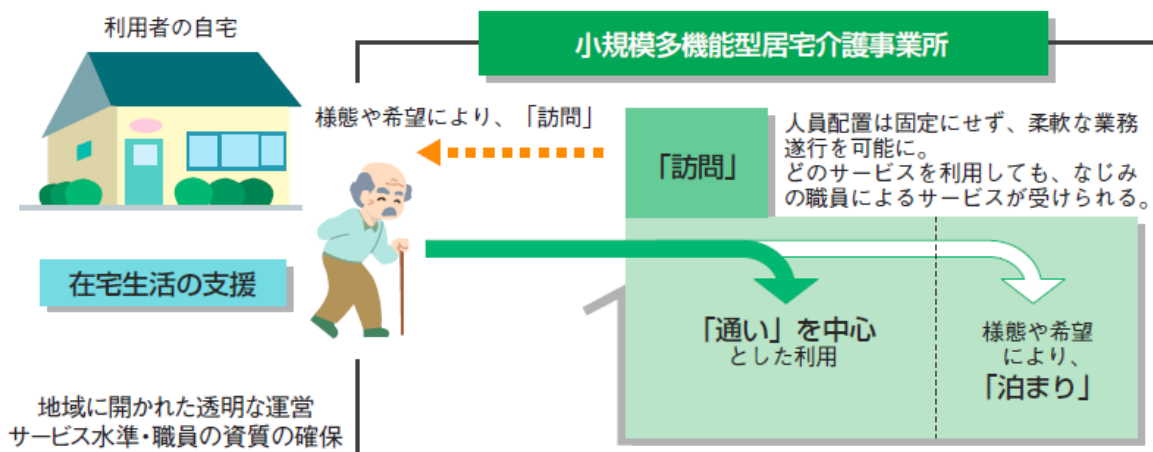 利用者の自宅
小規模多機能型居宅介護事業所
様態や希望により、「訪問」
「訪問」
人員配置は固定にせず、柔軟な業務
遂行を可能に。
どのサービスを利用しても、なじみ
の職員によるサービスが受けられる。
在宅生活の支援
「通い」を中心
とした利用
様態や希望
により、
「泊まり」
地域に開かれた透明な運営
サービス水準・職員の資質の確保